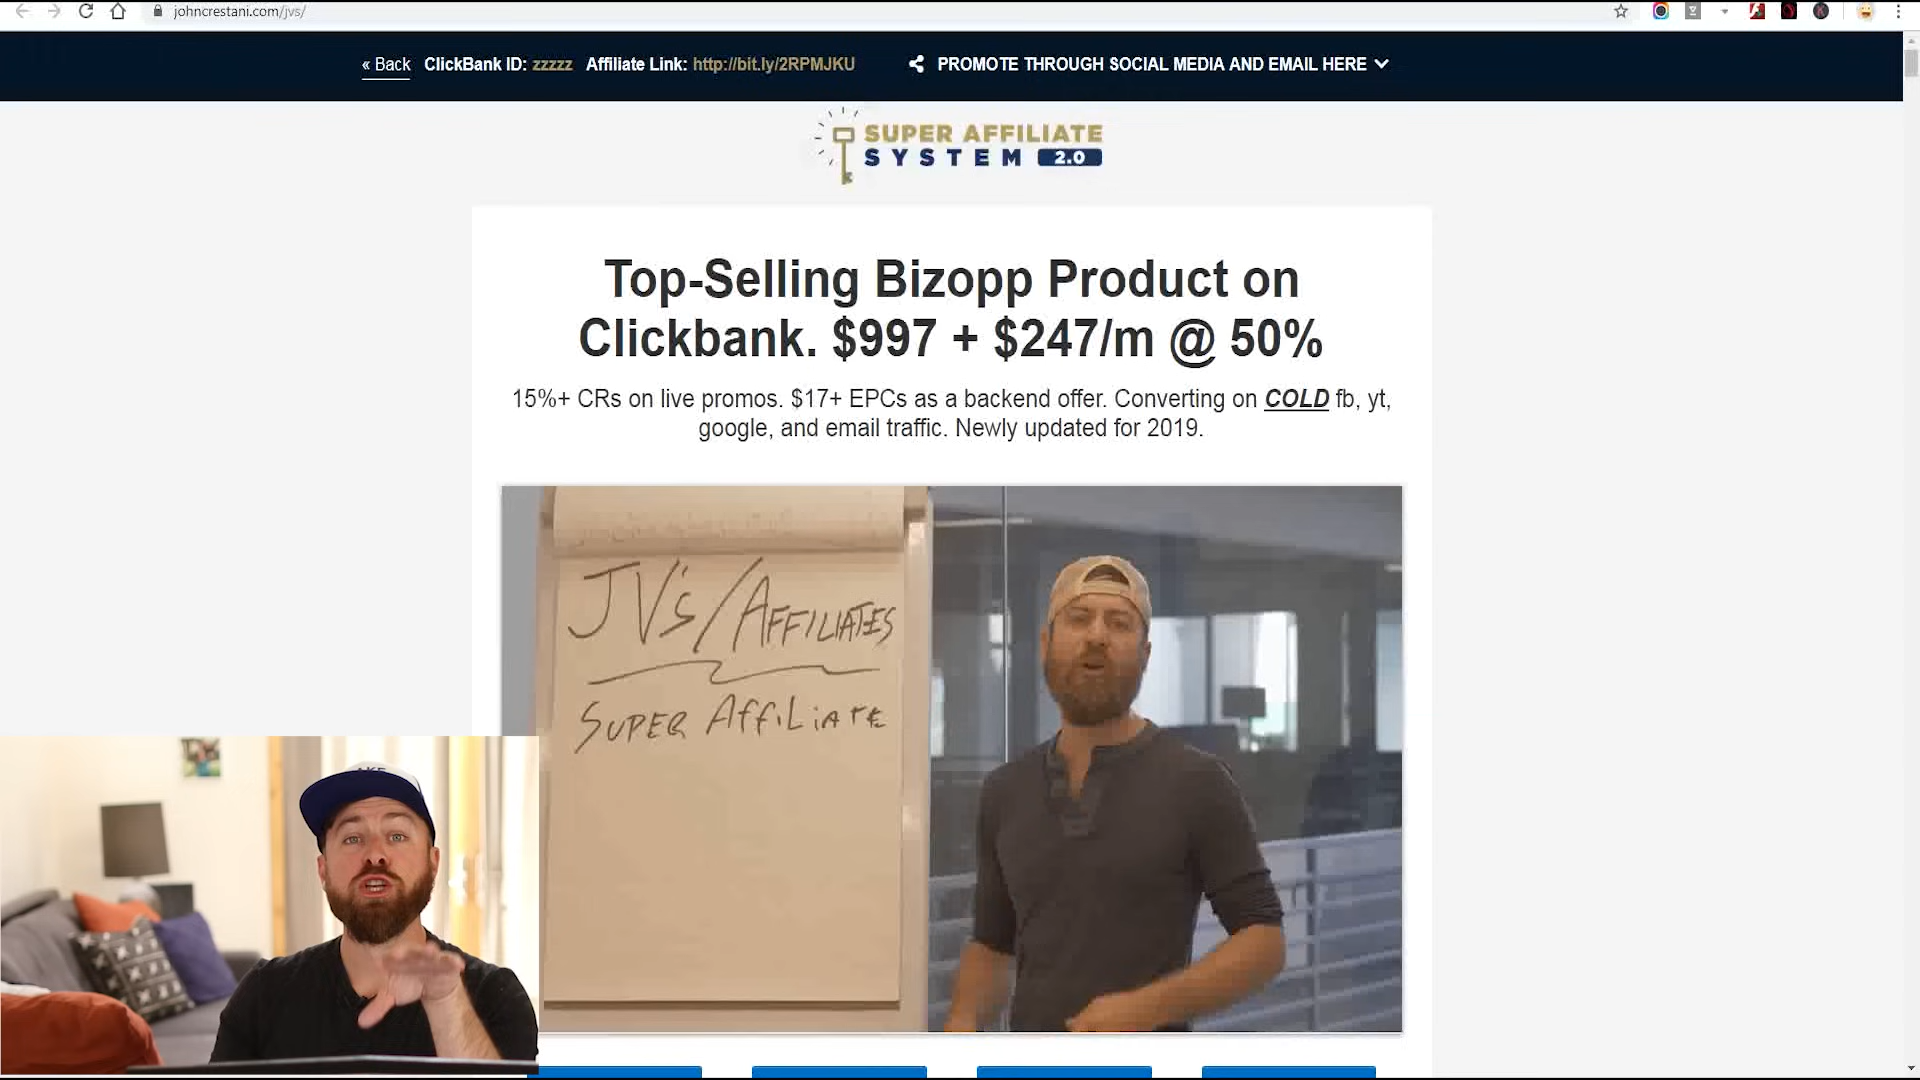 johncrestani.com/jvs/
« Back ClickBank ID: zzzzz Affiliate Link: http://bit.ly/2RPMJKU PROMOTE THROUGH SOCIAL MEDIA AND EMAIL HERE
SUPER AFFILIATE
SYSTEM 2.0
Top-Selling Bizopp Product on
Clickbank. $997 + $247/m @ 50%
15%+ CRs on live promos. $17+ EPCs as a backend offer. Converting on COLD fb, yt,
google, and email traffic. Newly updated for 2019.
JV's/AFFILIATES
SUPER AFFILIATE